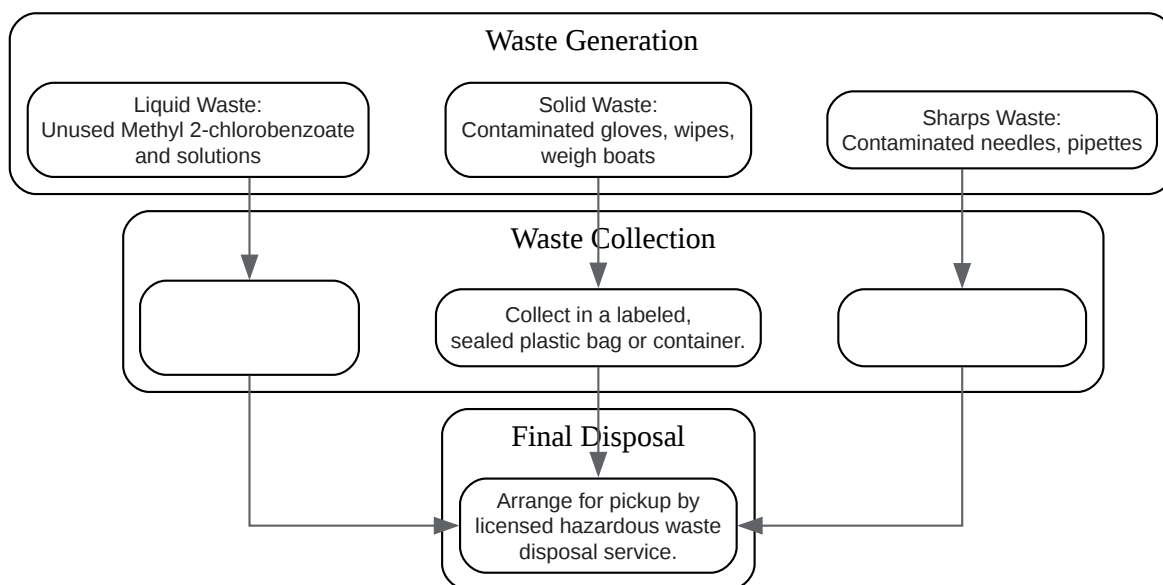 Waste Generation
Liquid Waste:
Unused Methyl 2-chlorobenzoate
and solutions
Solid Waste:
Contaminated gloves, wipes,
weigh boats
Sharps Waste:
Contaminated needles, pipettes
Waste Collection
Collect in a labeled,
sealed plastic bag or container.
Final Disposal
Arrange for pickup by
licensed hazardous waste
disposal service.